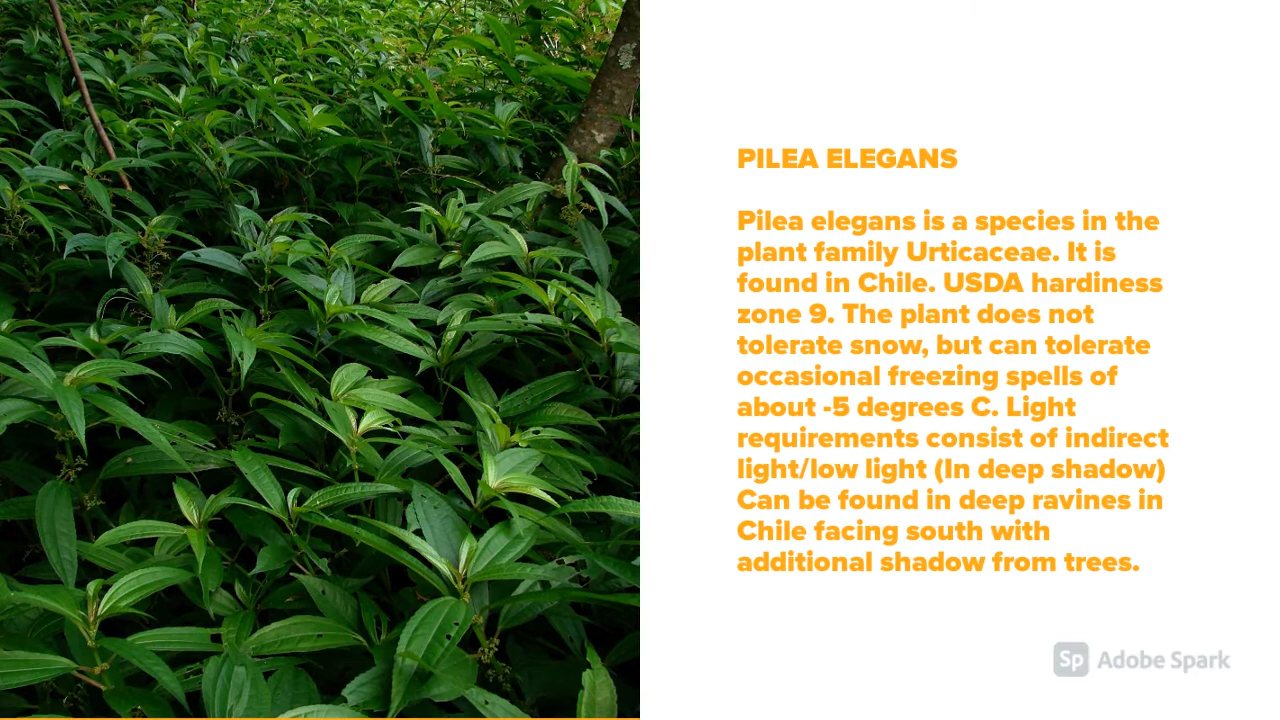 PILEA ELEGANS
Pilea elegans is a species in the
plant family Urticaceae. It is
found in Chile. USDA hardiness
zone 9. The plant does not
tolerate snow, but can tolerate
occasional freezing spells of
about -5 degrees C. Light
requirements consist of indirect
light/low light (In deep shadow)
Can be found in deep ravines in
Chile facing south with
additional shadow from trees.
Sp Adobe Spark